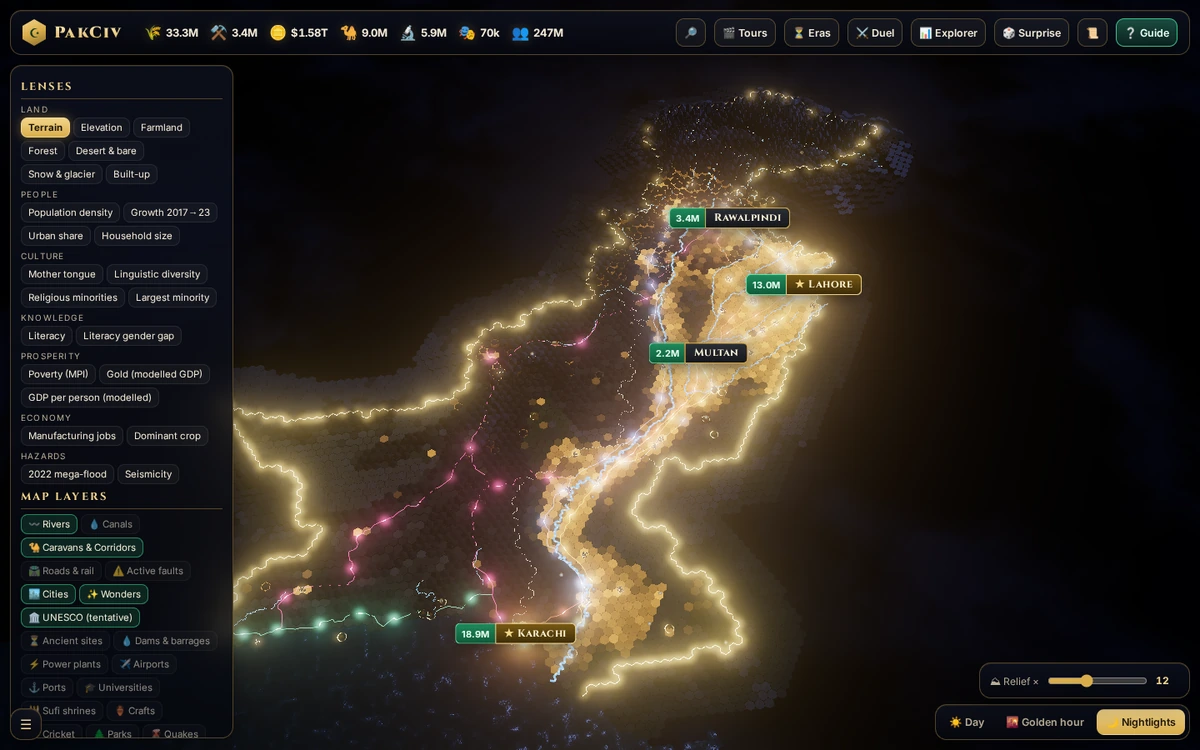 PakCiv 33.3M 3.4M $1.58T 9.0M 5.9M 70k 247M Tours Eras Duel Explorer Surprise ? Guide
LENSES
LAND
Terrain Elevation Farmland
Forest Desert & bare
Snow & glacier Built-up
PEOPLE
Population density Growth 2017→23
Urban share Household size
CULTURE
Mother tongue Linguistic diversity
Religious minorities Largest minority
KNOWLEDGE
Literacy Literacy gender gap
PROSPERITY
Poverty (MPI) Gold (modelled GDP)
GDP per person (modelled)
ECONOMY
Manufacturing jobs Dominant crop
HAZARDS
2022 mega-flood Seismicity
MAP LAYERS
Rivers Canals
Caravans & Corridors
Roads & rail Active faults
Cities Wonders
UNESCO (tentative)
Ancient sites Dams & barrages
Power plants Airports
Ports Universities
Sufi shrines Crafts
Cricket Parks Quakes
3.4M Rawalpindi
13.0M ★ Lahore
2.2M Multan
18.9M ★ Karachi
Relief × 12
Day Golden hour Nightlights